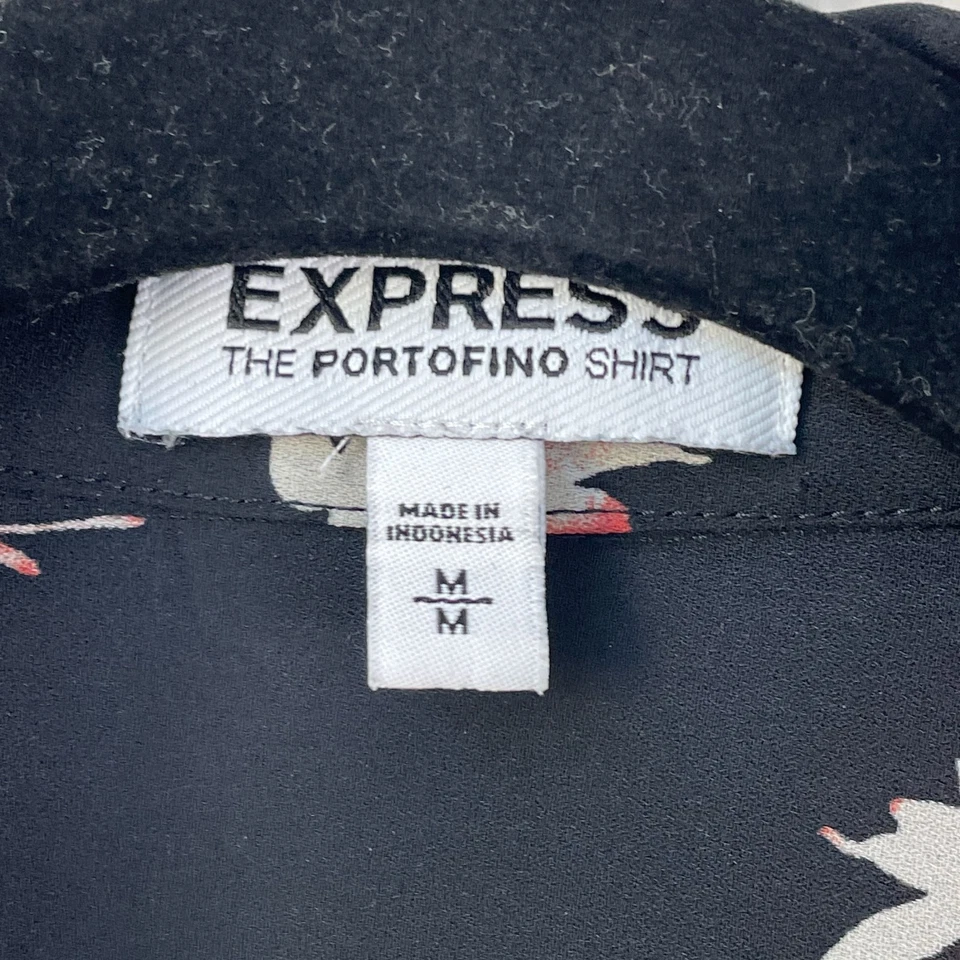 EXPRESS
THE PORTOFINO SHIRT
MADE IN
INDONESIA
M
M